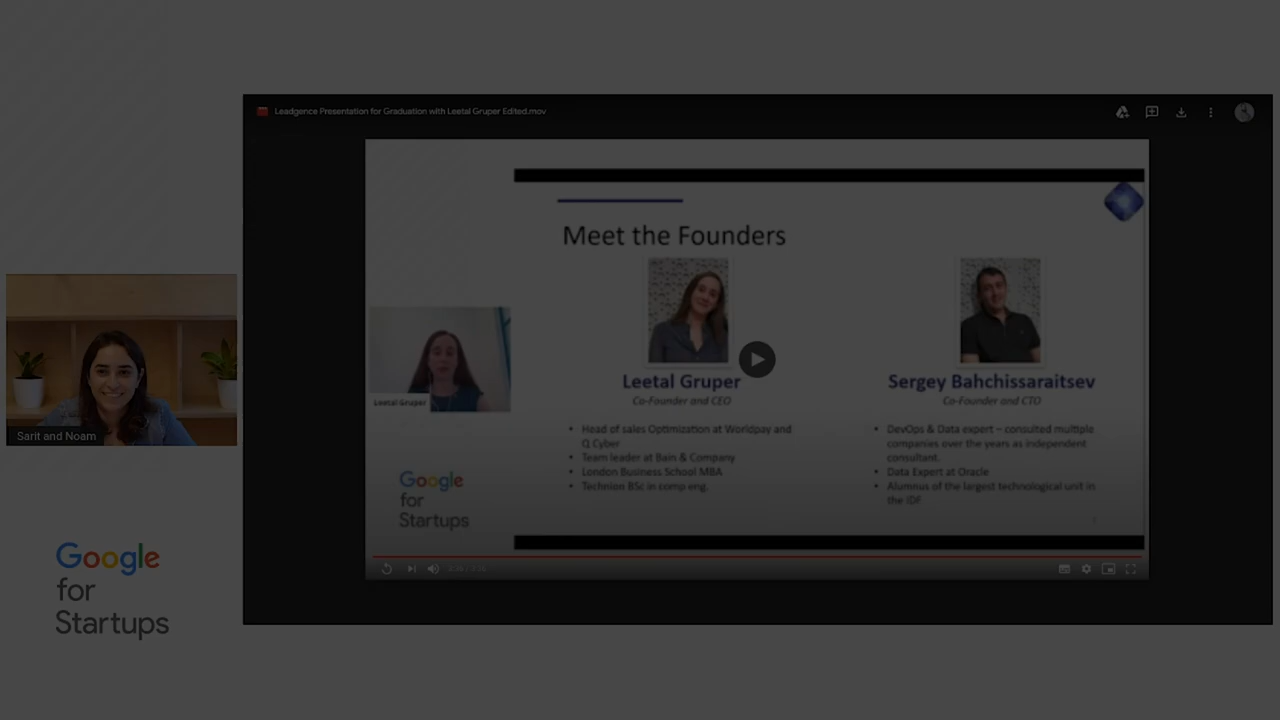 Leadgence Presentation for Graduation with Leetal Gruper Edited.mov
Meet the Founders
Leetal Gruper
Co-Founder and CEO
• Head of sales Optimization at Worldpay and
Q Cyber
• Team leader at Bain & Company
• London Business School MBA
• Technion BSc in comp eng.
Sergey Bahchissaraitsev
Co-Founder and CTO
• DevOps & Data expert – consulted multiple
companies over the years as independent
consultant.
• Data Expert at Oracle
• Alumnus of the largest technological unit in
the IDF
Leetal Gruper
Google
for
Startups
Sarit and Noam
Google
for
Startups